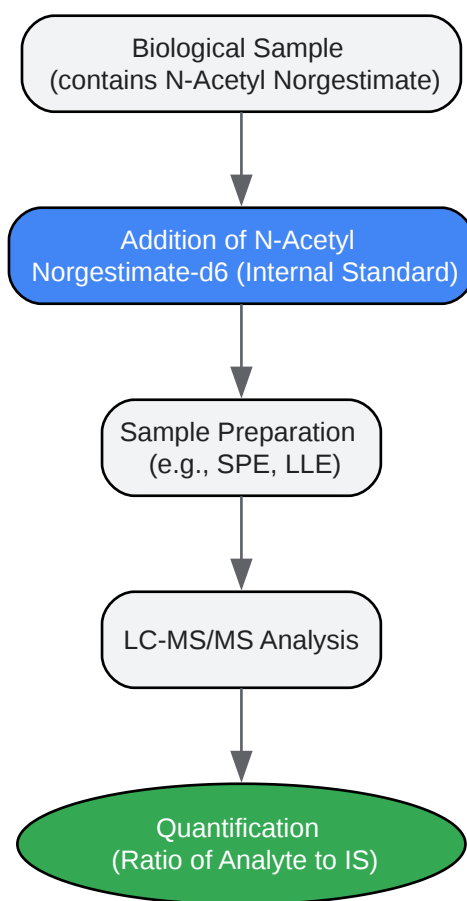 Biological Sample
(contains N-Acetyl Norgestimate)
Addition of N-Acetyl
Norgestimate-d6 (Internal Standard)
Sample Preparation
(e.g., SPE, LLE)
LC-MS/MS Analysis
Quantification
(Ratio of Analyte to IS)